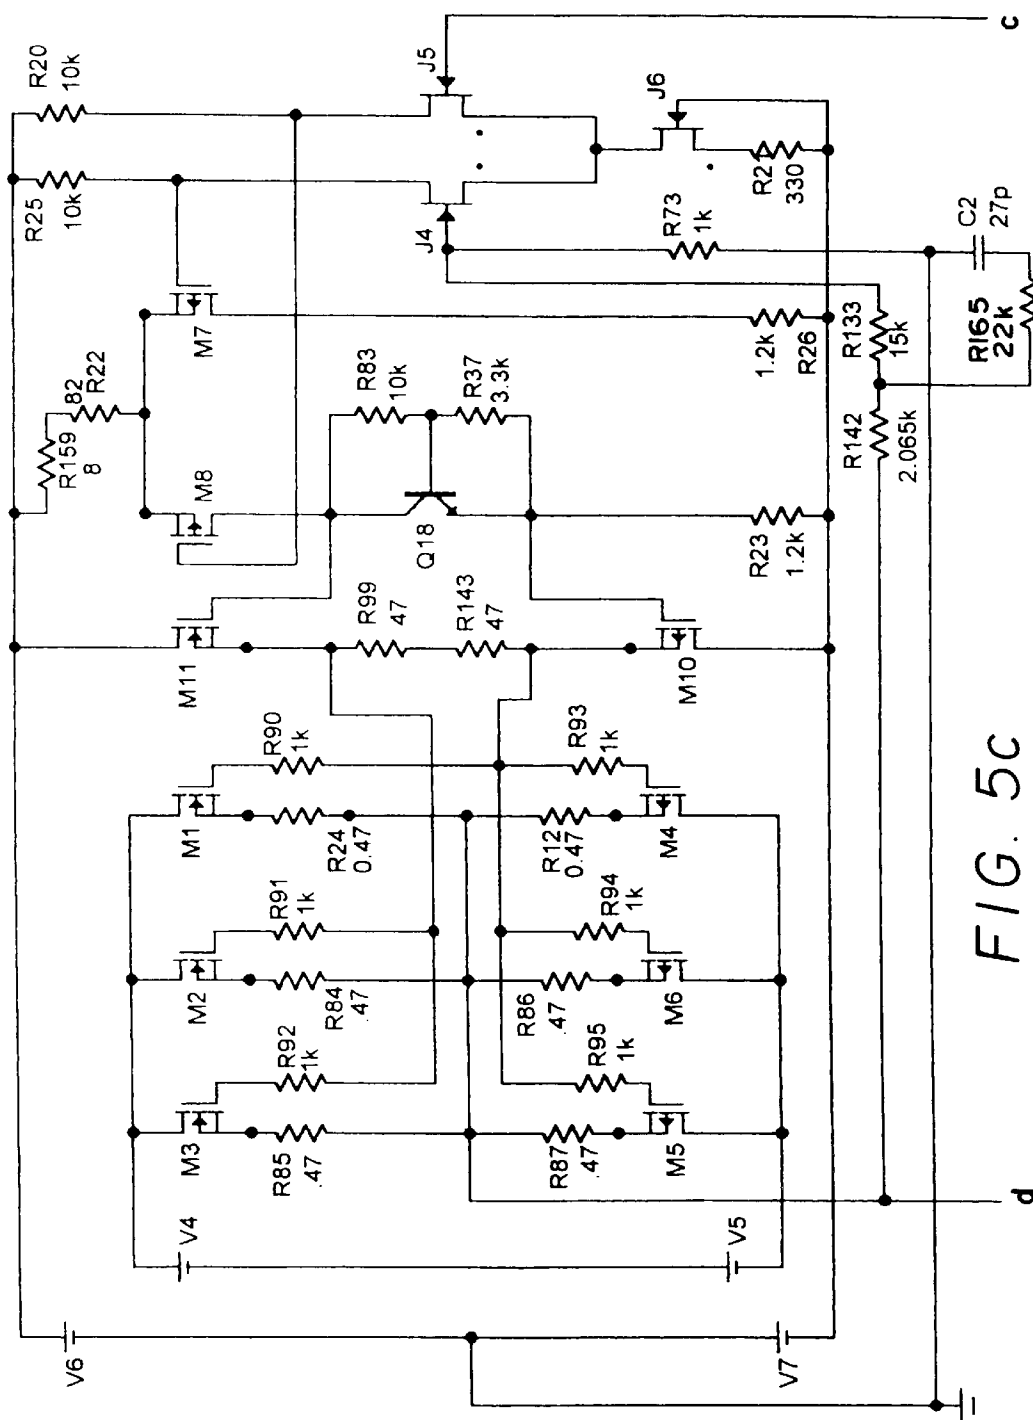 V6
V7
V4
V5
M3
R92
1k
R85
.47
R87
.47
R95
1k
M5
M2
R91
1k
R84
.47
R86
.47
R94
1k
M6
M1
R90
1k
R24
0.47
R12
0.47
R93
1k
M4
M11
R99
47
R143
47
M10
R159
8
82
R22
M8
M7
Q18
R83
10k
R37
3.3k
R23
1.2k
1.2k
R26
R25
10k
R20
10k
J4
J5
J6
R73
1k
R21
330
R142
2.065k
R133
15k
R165
22k
C2
27p
c
d
FIG. 5c